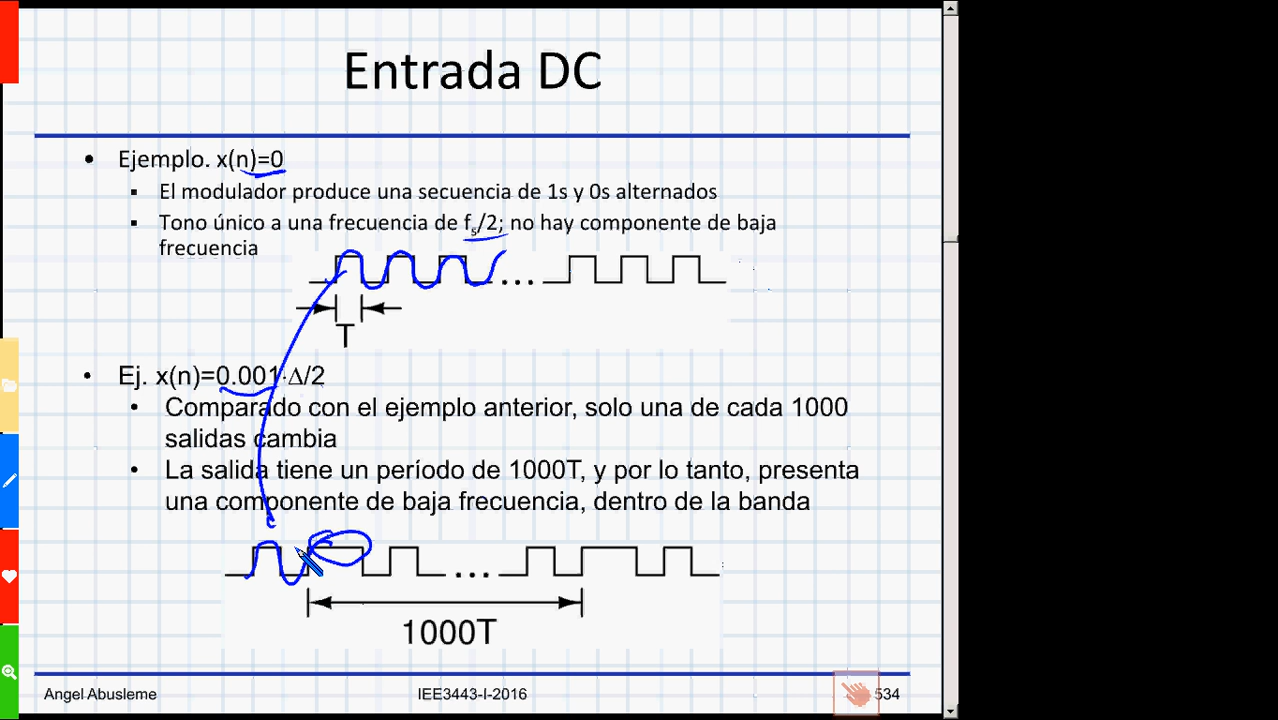 Entrada DC
• Ejemplo. x(n)=0
▪ El modulador produce una secuencia de 1s y 0s alternados
▪ Tono único a una frecuencia de fs/2; no hay componente de baja
frecuencia
...
T
• Ej. x(n)=0.001·Δ/2
• Comparado con el ejemplo anterior, solo una de cada 1000
salidas cambia
• La salida tiene un período de 1000T, y por lo tanto, presenta
una componente de baja frecuencia, dentro de la banda
...
1000T
Angel Abusleme IEE3443-I-2016 534